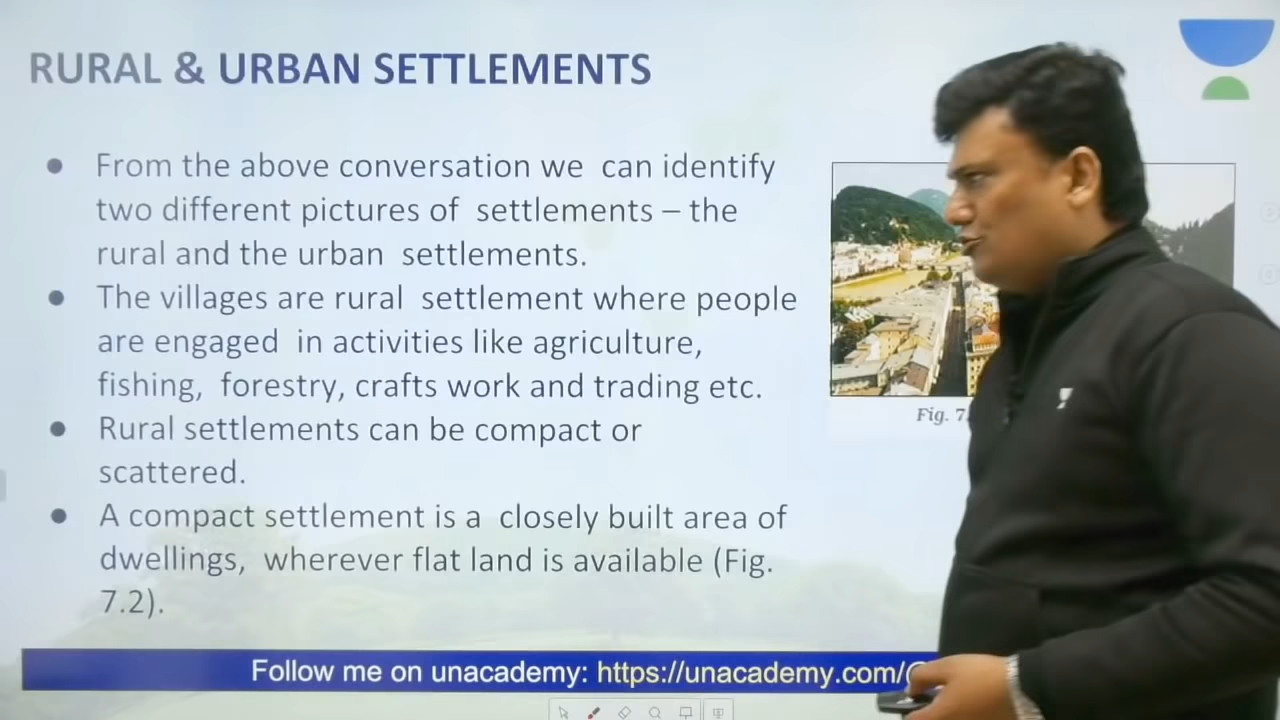 RURAL & URBAN SETTLEMENTS
● From the above conversation we can identify
two different pictures of settlements – the
rural and the urban settlements.
● The villages are rural settlement where people
are engaged in activities like agriculture,
fishing, forestry, crafts work and trading etc.
● Rural settlements can be compact or
scattered.
● A compact settlement is a closely built area of
dwellings, wherever flat land is available (Fig.
7.2).
Fig. 7.
Follow me on unacademy: https://unacademy.com/@